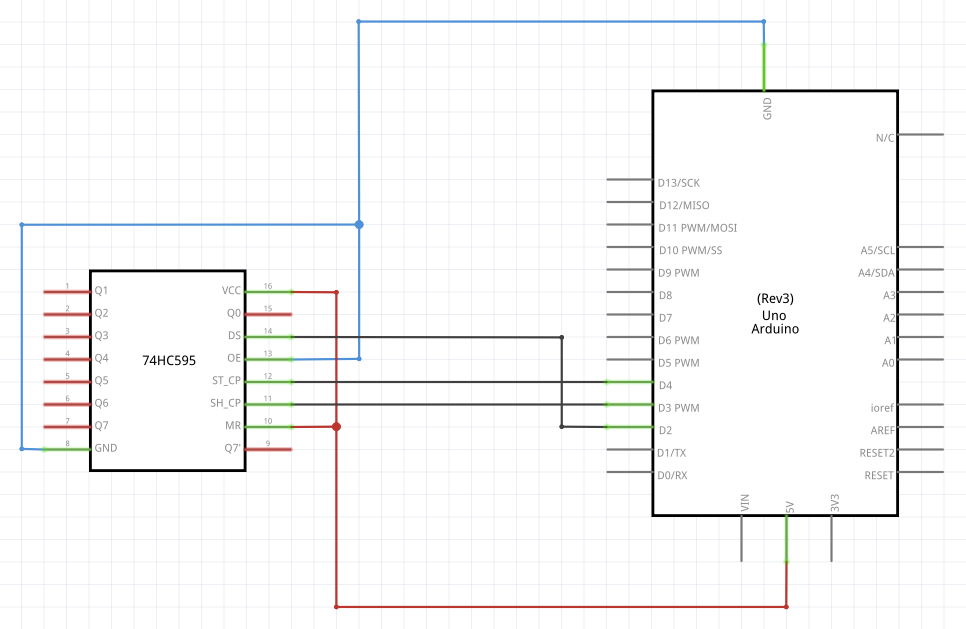 GND
N/C
D13/SCK
D12/MISO
D11 PWM/MOSI
D10 PWM/SS
A5/SCL
D9 PWM
A4/SDA
D8
A3
D7
A2
D6 PWM
A1
D5 PWM
A0
D4
D3 PWM
ioref
D2
AREF
D1/TX
RESET2
D0/RX
RESET
(Rev3)
Uno
Arduino
VIN
5V
3V3
1 Q1
2 Q2
3 Q3
4 Q4
5 Q5
6 Q6
7 Q7
8 GND
74HC595
VCC 16
Q0 15
DS 14
OE 13
ST_CP 12
SH_CP 11
MR 10
Q7' 9